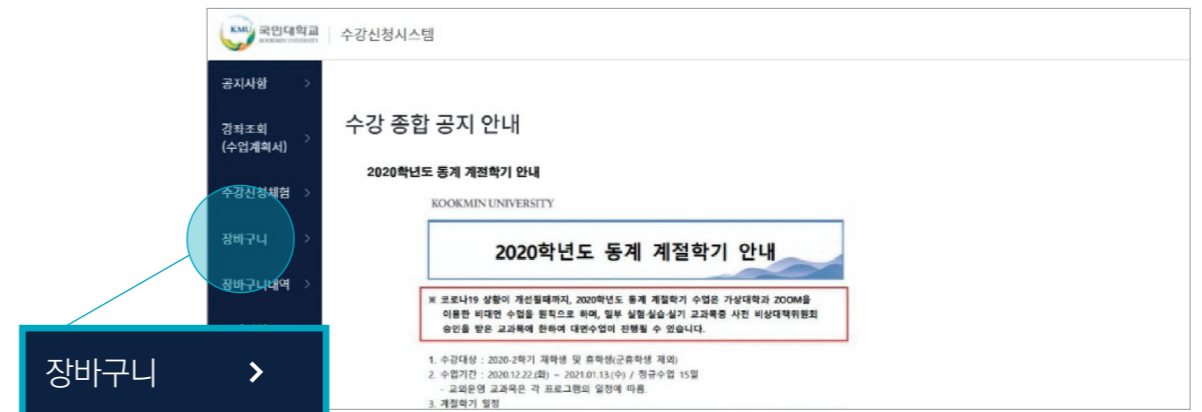 KMU 국민대학교 수강신청시스템
KOOKMIN UNIVERSITY
공지사항 >
강좌조회
(수업계획서) >
수강신청체험 >
장바구니 >
장바구니내역 >
장바구니 >
수강 종합 공지 안내
2020학년도 동계 계절학기 안내
KOOKMIN UNIVERSITY
2020학년도 동계 계절학기 안내
※ 코로나19 상황이 개선될때까지, 2020학년도 동계 계절학기 수업은 가상대학과 ZOOM을
이용한 비대면 수업을 원칙으로 하며, 일부 실험·실습·실기 교과목중 사전 비상대책위원회
승인을 받은 교과목에 한하여 대면수업이 진행될 수 있습니다.
1. 수강대상 : 2020-2학기 재학생 및 휴학생(군휴학생 제외)
2. 수업기간 : 2020.12.22.(화) ~ 2021.01.13.(수) / 정규수업 15일
- 교외운영 교과목은 각 프로그램의 일정에 따름.
3. 계절학기 일정